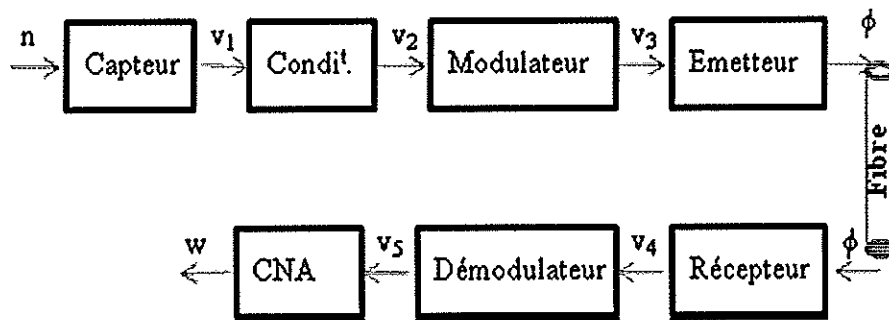 n v₁ v₂ v₃ ϕ
Capteur Condiᵗ. Modulateur Emetteur
Fibre
w v₅ v₄ ϕ
CNA Démodulateur Récepteur